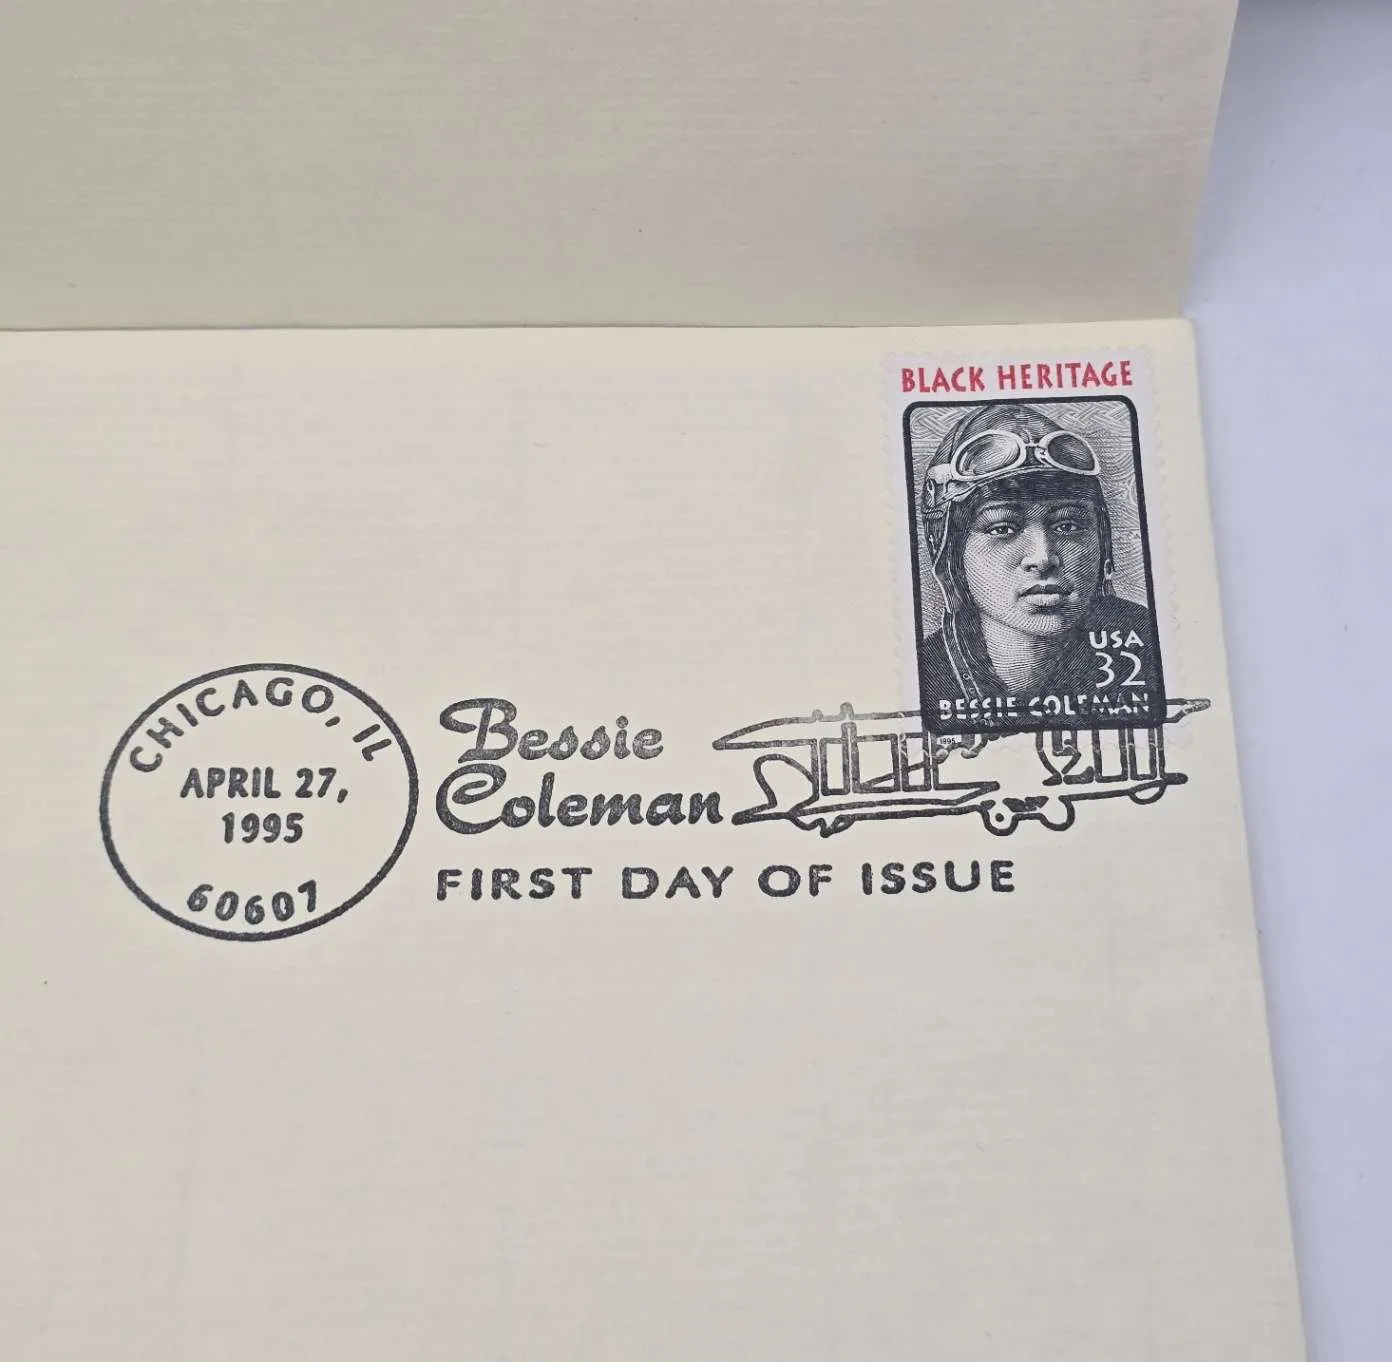 BLACK HERITAGE
USA
32
BESSIE COLEMAN
1995
CHICAGO, IL
APRIL 27,
1995
60607
Bessie
Coleman
FIRST DAY OF ISSUE